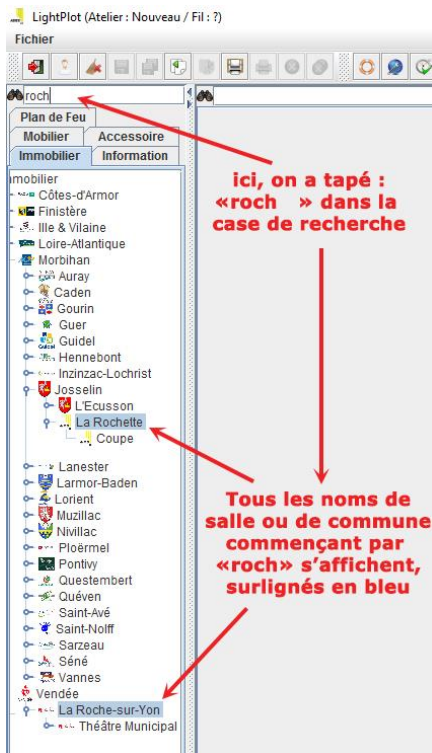 LightPlot (Atelier : Nouveau / Fil : ?)
Fichier
roch
Plan de Feu
Mobilier Accessoire
Immobilier Information
mmobilier
Côtes-d'Armor
Finistère
Ille & Vilaine
Loire-Atlantique
Morbihan
Auray
Caden
Gourin
Guer
Guidel
Hennebont
Inzinzac-Lochrist
Josselin
L'Ecusson
La Rochette
Coupe
Lanester
Larmor-Baden
Lorient
Muzillac
Nivillac
Ploërmel
Pontivy
Questembert
Quéven
Saint-Avé
Saint-Nolff
Sarzeau
Séné
Vannes
Vendée
La Roche-sur-Yon
Théâtre Municipal
ici, on a tapé :
«roch » dans la
case de recherche
Tous les noms de
salle ou de commune
commençant par
«roch» s’affichent,
surlignés en bleu